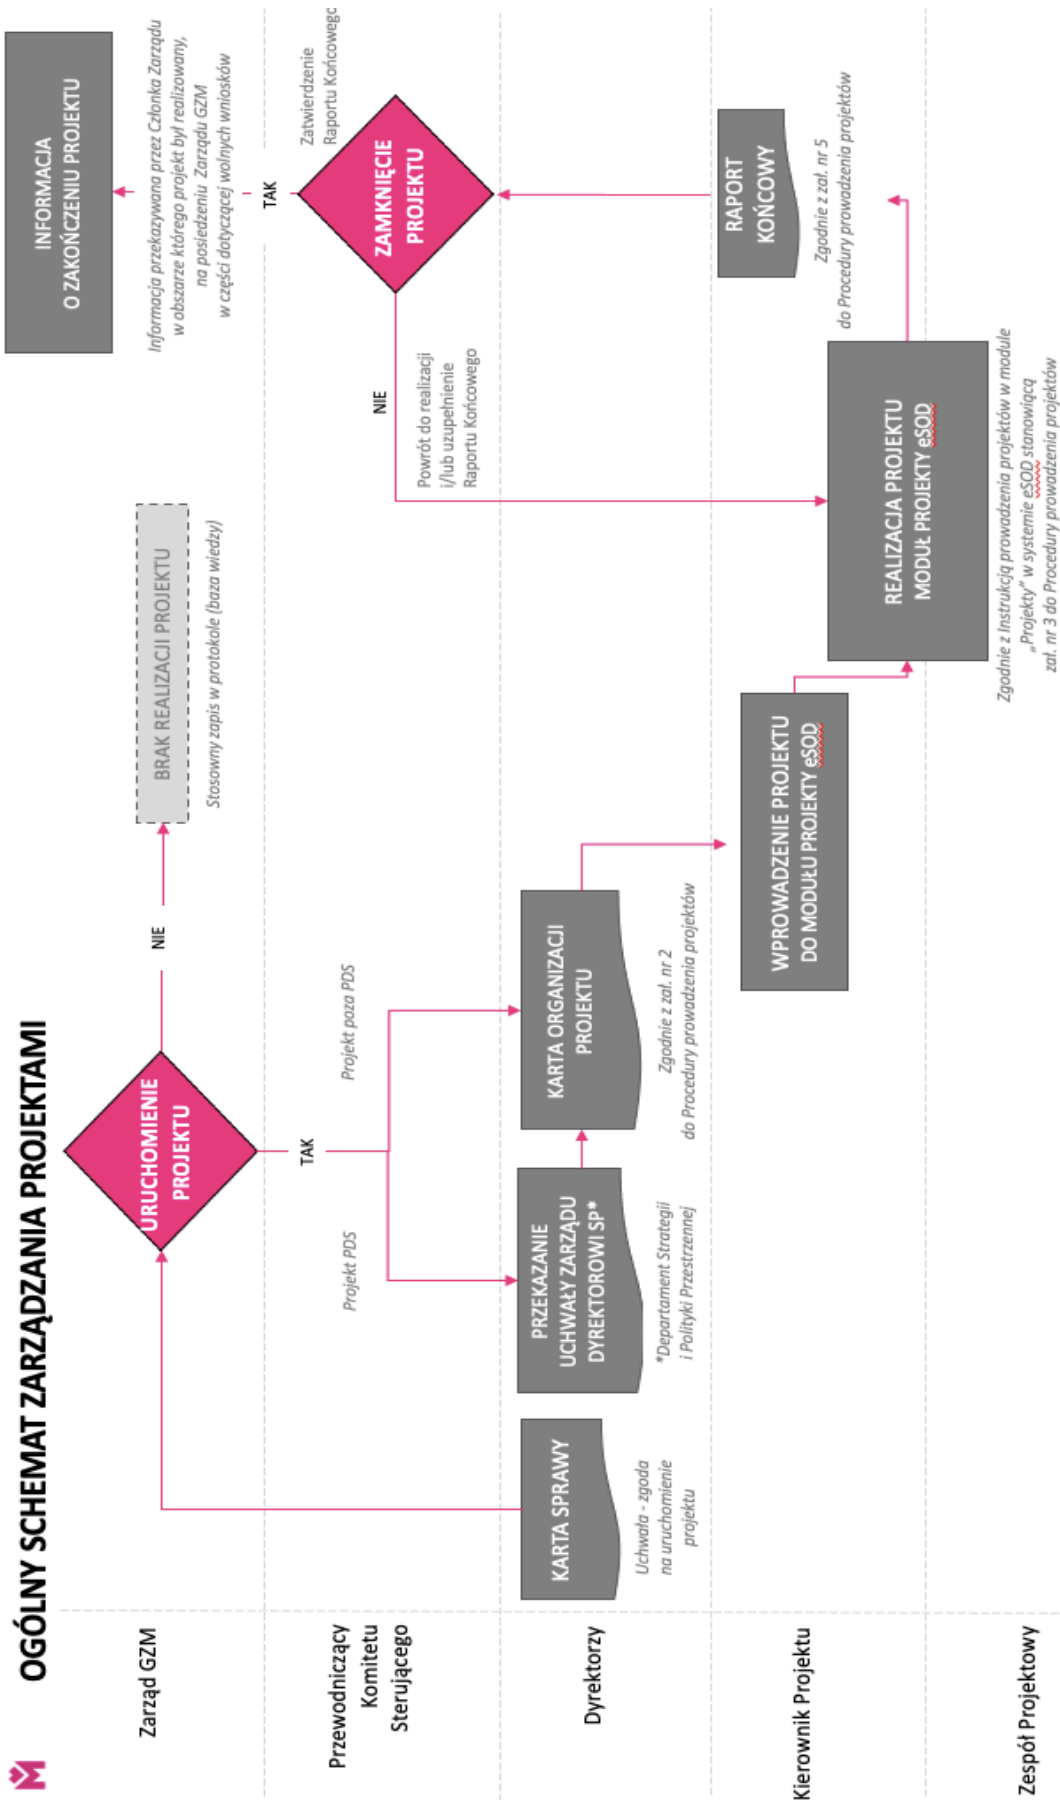 OGÓLNY SCHEMAT ZARZĄDZANIA PROJEKTAMI
Zarząd GZM
URUCHOMIENIE
PROJEKTU
NIE
BRAK REALIZACJI PROJEKTU
Stosowny zapis w protokole (baza wiedzy)
INFORMACJA
O ZAKOŃCZENIU PROJEKTU
Informacja przekazywana przez Członka Zarządu
w obszarze którego projekt był realizowany,
na posiedzeniu Zarządu GZM
w części dotyczącej wolnych wniosków
Przewodniczący
Komitetu
Sterującego
TAK
Projekt PDS
Projekt poza PDS
TAK
Zatwierdzenie
Raportu Końcowego
ZAMKNIĘCIE
PROJEKTU
NIE
Powrót do realizacji
i/lub uzupełnienie
Raportu Końcowego
Dyrektorzy
KARTA SPRAWY
Uchwała - zgoda
na uruchomienie
projektu
PRZEKAZANIE
UCHWAŁY ZARZĄDU
DYREKTOROWI SP*
*Departament Strategii
i Polityki Przestrzennej
KARTA ORGANIZACJI
PROJEKTU
Zgodnie z zał. nr 2
do Procedury prowadzenia projektów
Kierownik Projektu
WPROWADZENIE PROJEKTU
DO MODUŁU PROJEKTY eSOD
RAPORT
KOŃCOWY
Zgodnie z zał. nr 5
do Procedury prowadzenia projektów
REALIZACJA PROJEKTU
MODUŁ PROJEKTY eSOD
Zgodnie z Instrukcją prowadzenia projektów w module
„Projekty” w systemie eSOD stanowiącą
zał. nr 3 do Procedury prowadzenia projektów
Zespół Projektowy